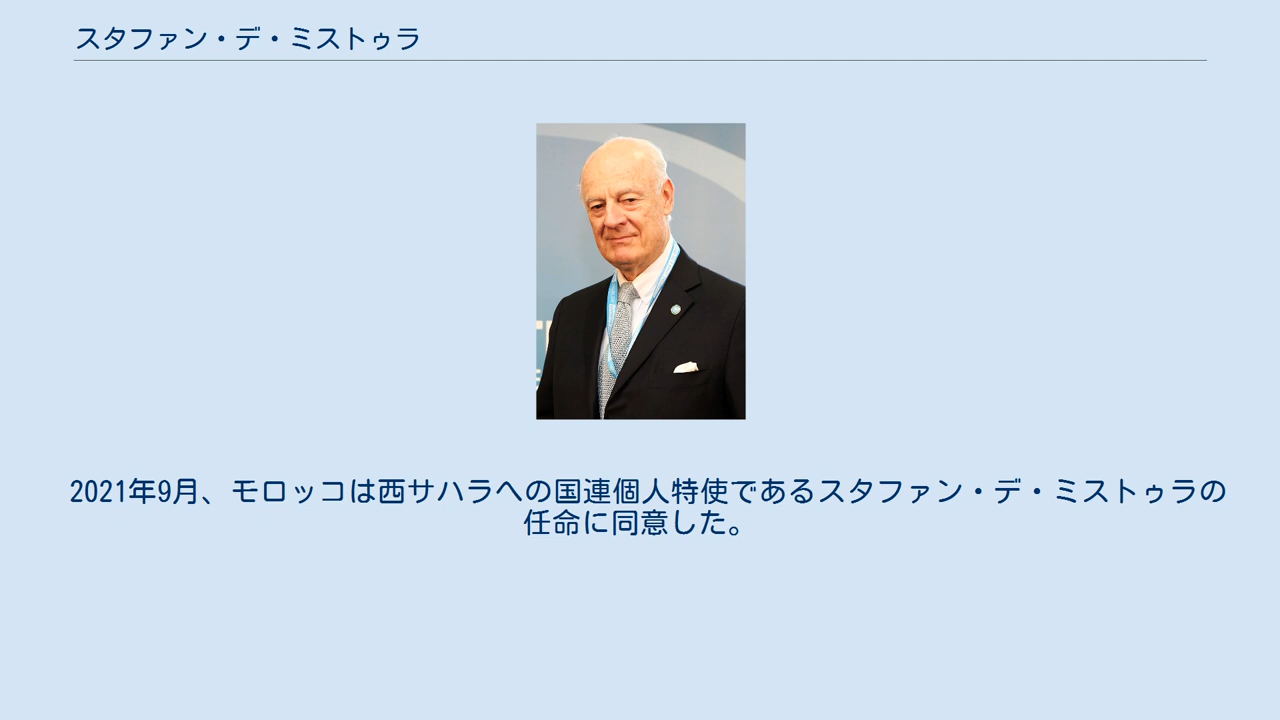 スタファン・デ・ミストゥラ
2021年9月、モロッコは西サハラへの国連個人特使であるスタファン・デ・ミストゥラの
任命に同意した。